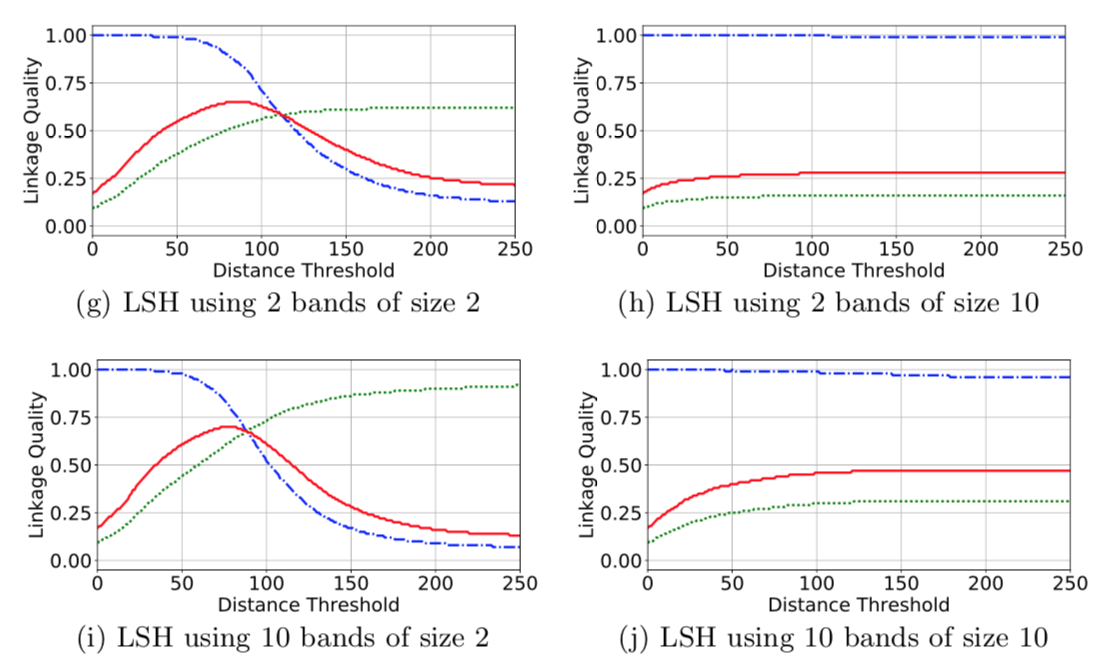 Linkage Quality
1.00
0.75
0.50
0.25
0.00
0 50 100 150 200 250
Distance Threshold
(g) LSH using 2 bands of size 2
Linkage Quality
1.00
0.75
0.50
0.25
0.00
0 50 100 150 200 250
Distance Threshold
(h) LSH using 2 bands of size 10
Linkage Quality
1.00
0.75
0.50
0.25
0.00
0 50 100 150 200 250
Distance Threshold
(i) LSH using 10 bands of size 2
Linkage Quality
1.00
0.75
0.50
0.25
0.00
0 50 100 150 200 250
Distance Threshold
(j) LSH using 10 bands of size 10